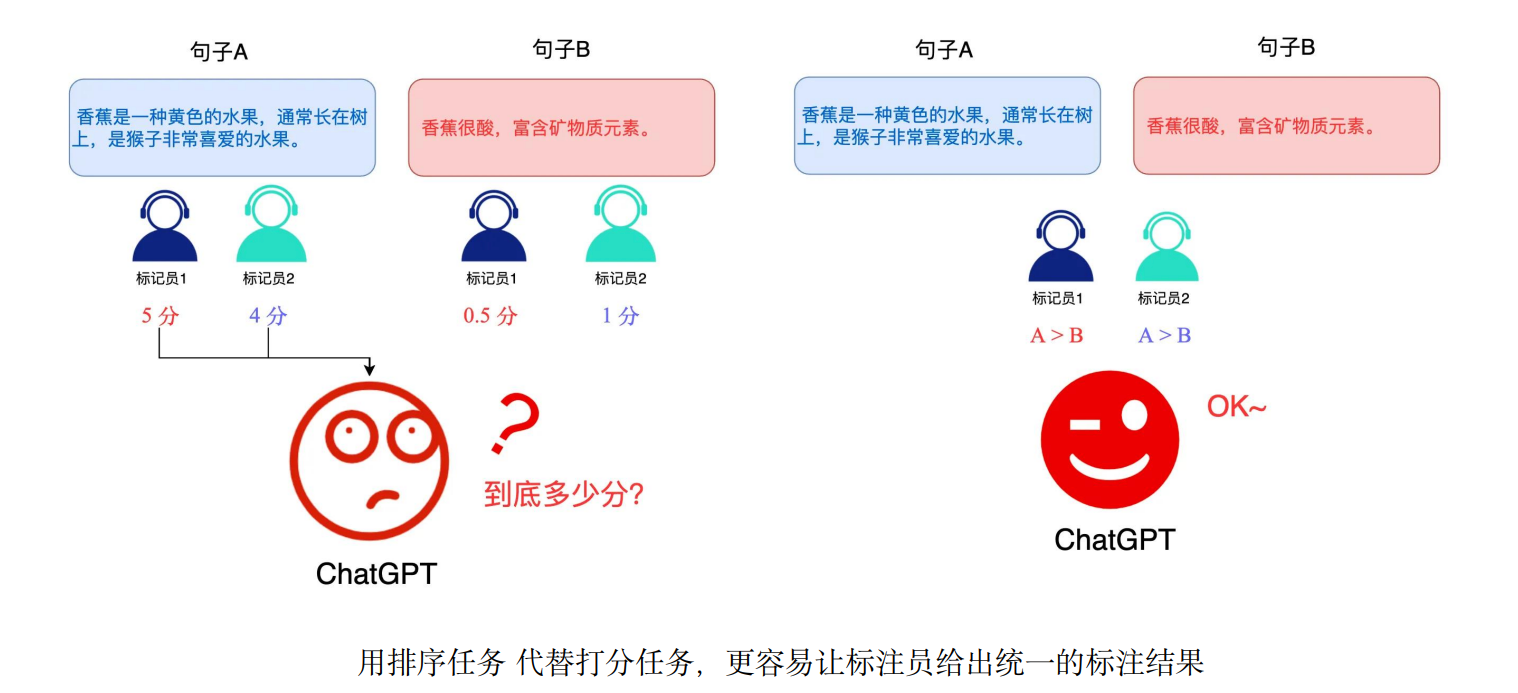 句子A
句子B
香蕉是一种黄色的水果，通常长在树
上，是猴子非常喜爱的水果。
香蕉很酸，富含矿物质元素。
标记员1
标记员2
标记员1
标记员2
5 分
4 分
0.5 分
1 分
?
到底多少分？
ChatGPT
句子A
句子B
香蕉是一种黄色的水果，通常长在树
上，是猴子非常喜爱的水果。
香蕉很酸，富含矿物质元素。
标记员1
标记员2
A > B
A > B
OK~
ChatGPT
用排序任务 代替打分任务，更容易让标注员给出统一的标注结果